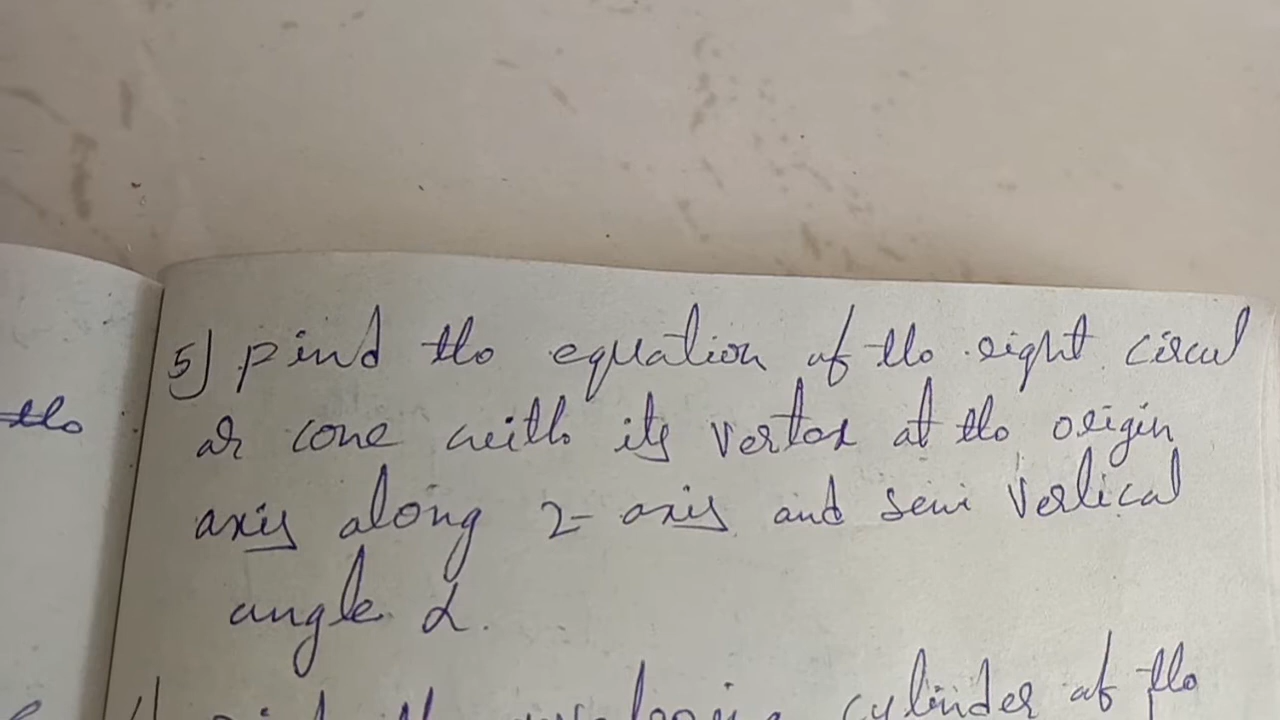 the
5) Find the equation of the right circul
ar cone with its vertex at the origin
axis along z-axis and semi vertical
angle α.
cylinder of the